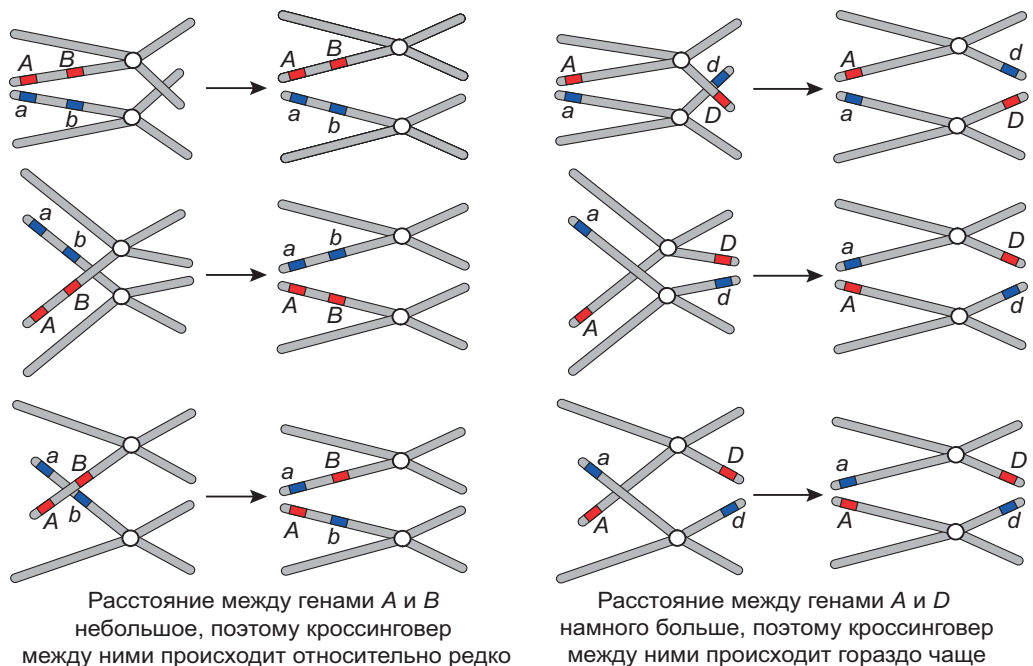 A B
a b
A B
a b
A d
a D
A d
a D
a b
A B
a b
A B
a D
A d
a D
A d
a B
A b
a B
A b
a D
A d
a D
A d
Расстояние между генами A и B
небольшое, поэтому кроссинговер
между ними происходит относительно редко
Расстояние между генами A и D
намного больше, поэтому кроссинговер
между ними происходит гораздо чаще